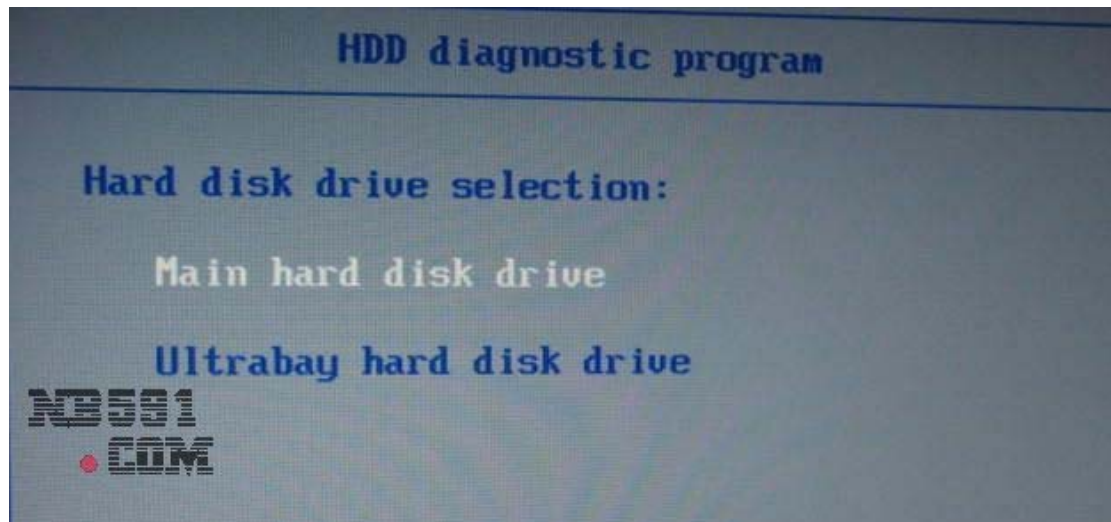 HDD diagnostic program
Hard disk drive selection:
Main hard disk drive
Ultrabay hard disk drive
NB591
.COM